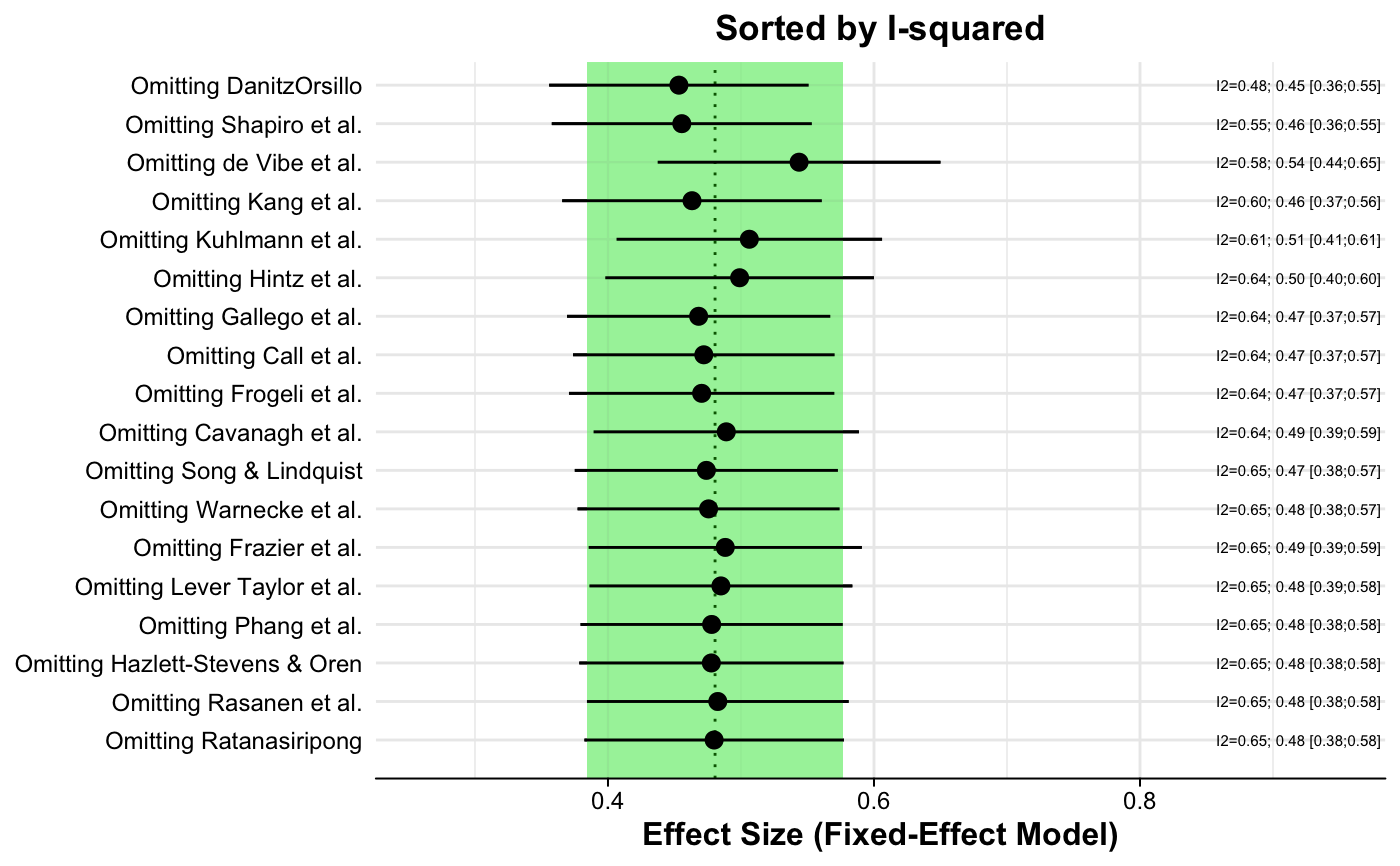 Sorted by I-squared
Omitting DanitzOrsillo I2=0.48; 0.45 [0.36;0.55]
Omitting Shapiro et al. I2=0.55; 0.46 [0.36;0.55]
Omitting de Vibe et al. I2=0.58; 0.54 [0.44;0.65]
Omitting Kang et al. I2=0.60; 0.46 [0.37;0.56]
Omitting Kuhlmann et al. I2=0.61; 0.51 [0.41;0.61]
Omitting Hintz et al. I2=0.64; 0.50 [0.40;0.60]
Omitting Gallego et al. I2=0.64; 0.47 [0.37;0.57]
Omitting Call et al. I2=0.64; 0.47 [0.37;0.57]
Omitting Frogeli et al. I2=0.64; 0.47 [0.37;0.57]
Omitting Cavanagh et al. I2=0.64; 0.49 [0.39;0.59]
Omitting Song & Lindquist I2=0.65; 0.47 [0.38;0.57]
Omitting Warnecke et al. I2=0.65; 0.48 [0.38;0.57]
Omitting Frazier et al. I2=0.65; 0.49 [0.39;0.59]
Omitting Lever Taylor et al. I2=0.65; 0.48 [0.39;0.58]
Omitting Phang et al. I2=0.65; 0.48 [0.38;0.58]
Omitting Hazlett-Stevens & Oren I2=0.65; 0.48 [0.38;0.58]
Omitting Rasanen et al. I2=0.65; 0.48 [0.38;0.58]
Omitting Ratanasiripong I2=0.65; 0.48 [0.38;0.58]
0.4 0.6 0.8
Effect Size (Fixed-Effect Model)